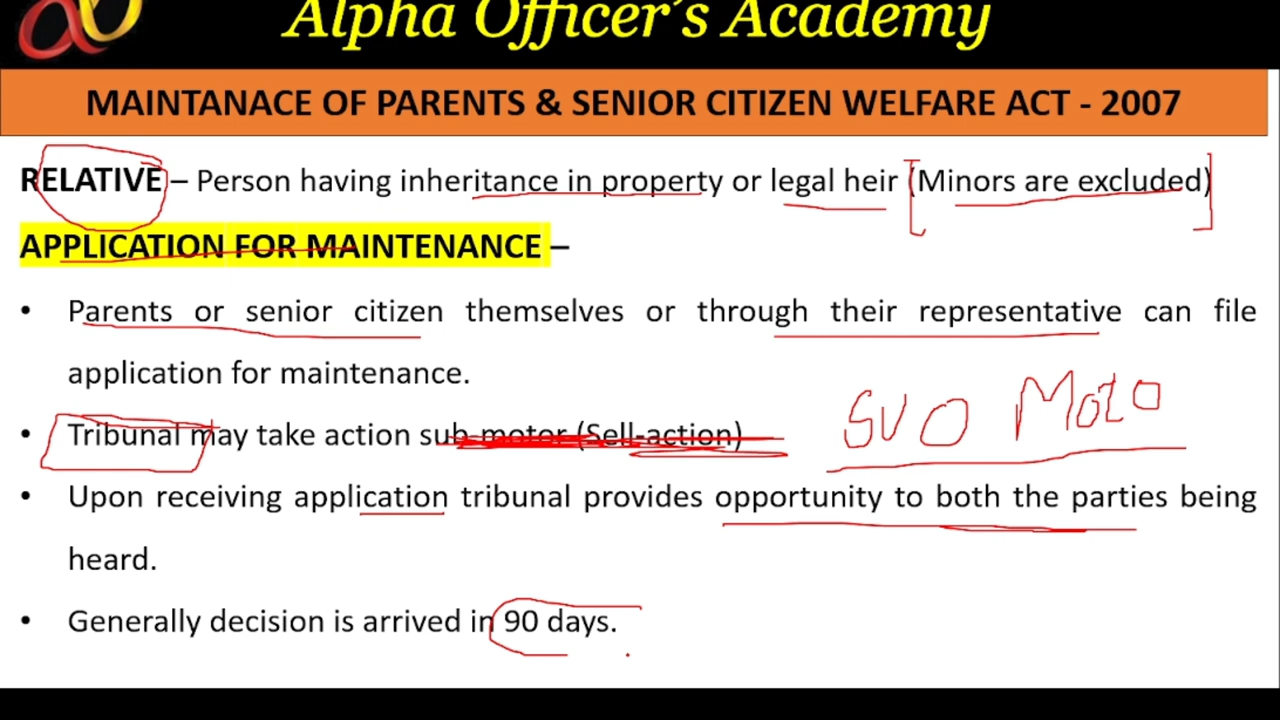 Alpha Officer's Academy
MAINTANACE OF PARENTS & SENIOR CITIZEN WELFARE ACT - 2007
RELATIVE – Person having inheritance in property or legal heir (Minors are excluded)
APPLICATION FOR MAINTENANCE –
• Parents or senior citizen themselves or through their representative can file
application for maintenance.
• Tribunal may take action sub-motor (Sell-action)
SUO Moto
• Upon receiving application tribunal provides opportunity to both the parties being
heard.
• Generally decision is arrived in 90 days.